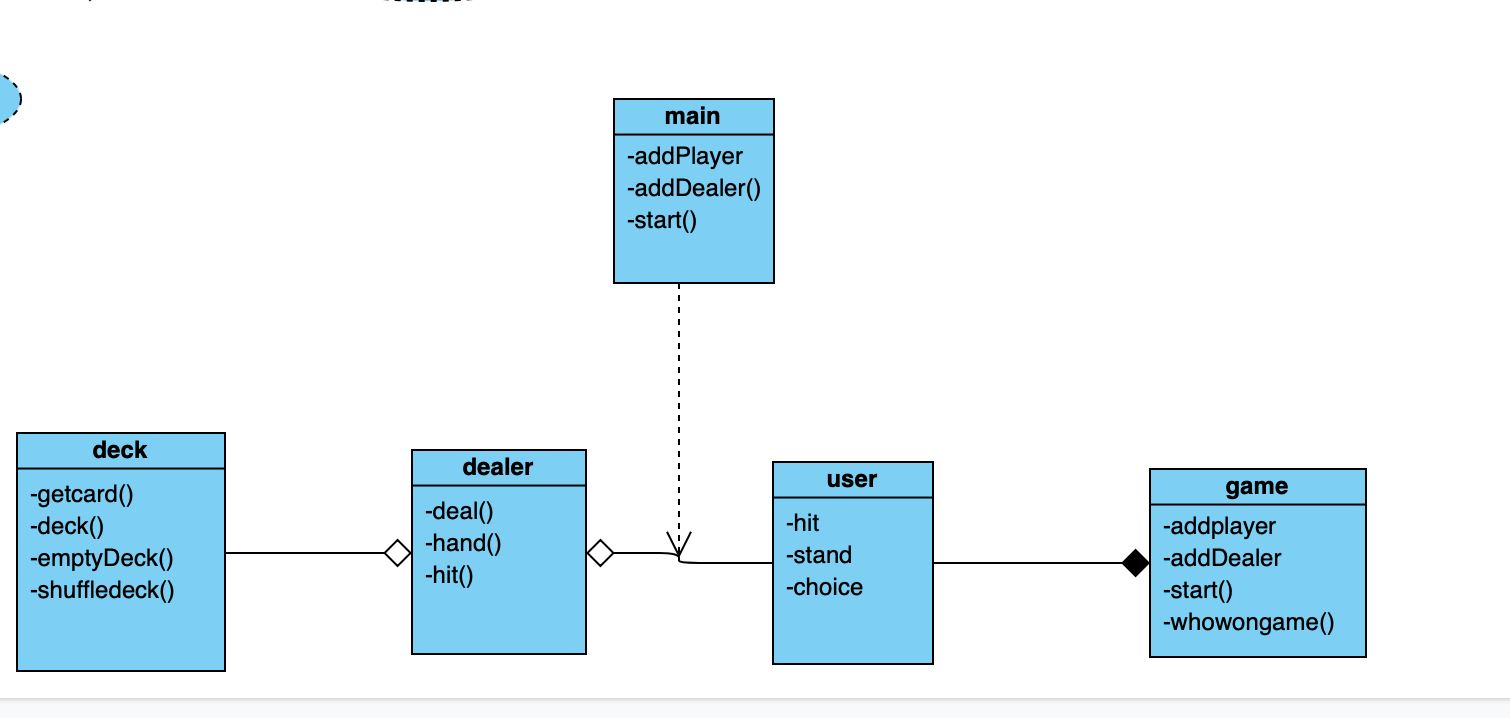 main
-addPlayer
-addDealer()
-start()
deck
-getcard()
-deck()
-emptyDeck()
-shuffledeck()
dealer
-deal()
-hand()
-hit()
user
-hit
-stand
-choice
game
-addplayer
-addDealer
-start()
-whowongame()